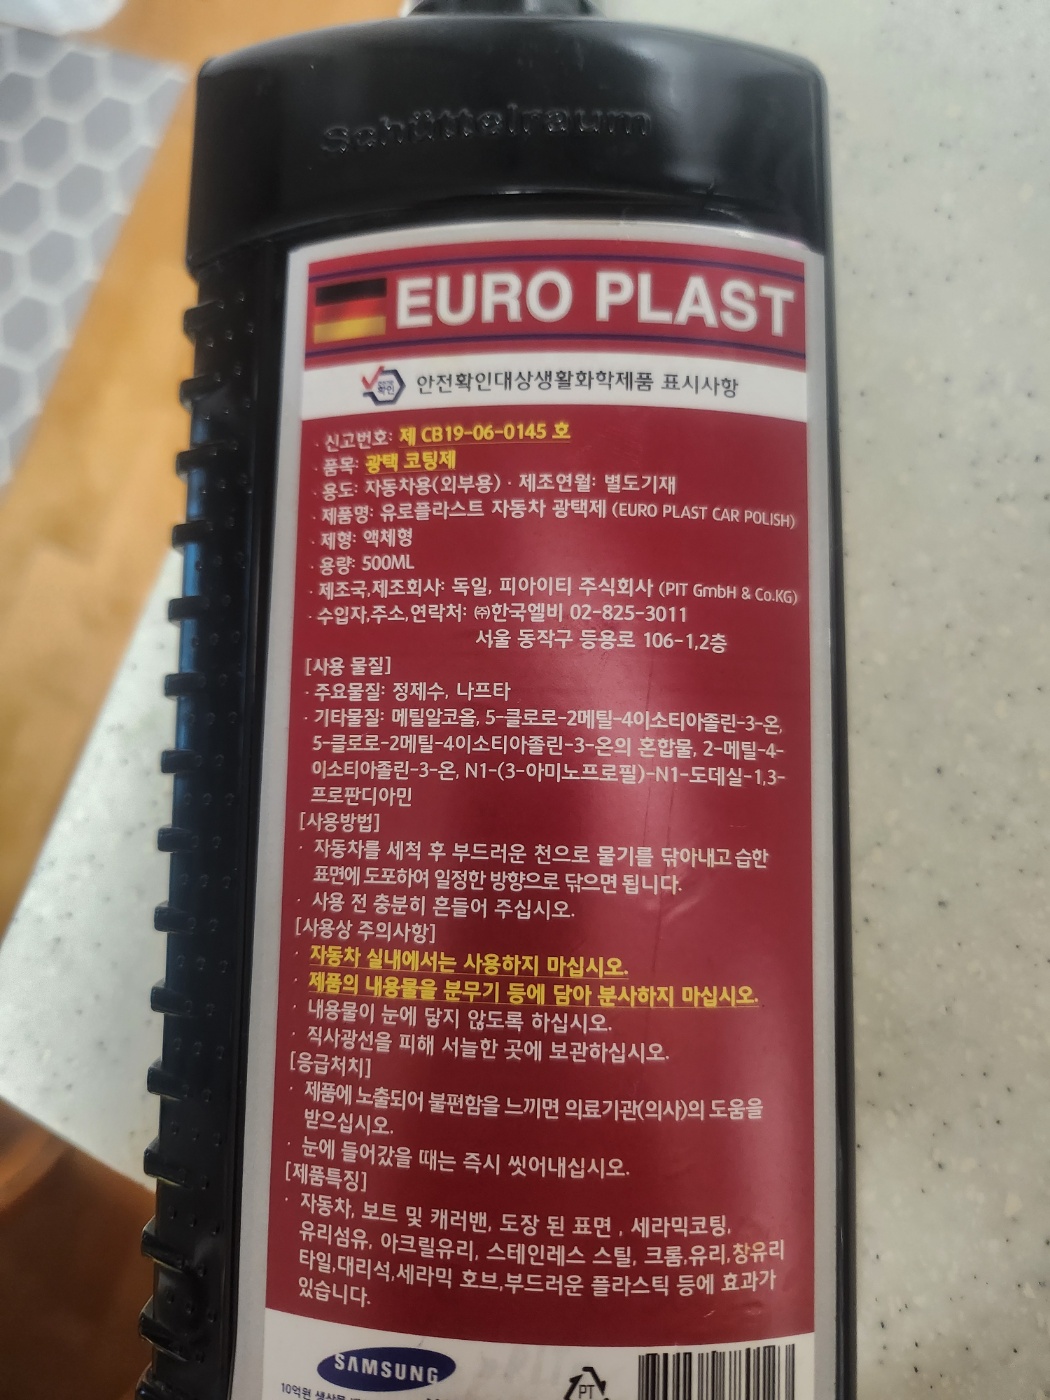 Schüttelraum
EURO PLAST
확인 안전확인대상생활화학제품 표시사항
· 신고번호: 제 CB19-06-0145 호
· 품목: 광택 코팅제
· 용도: 자동차용(외부용) · 제조연월: 별도기재
· 제품명: 유로플라스트 자동차 광택제 (EURO PLAST CAR POLISH)
· 제형: 액체형
· 용량: 500ML
· 제조국,제조회사: 독일, 피아이티 주식회사 (PIT GmbH & Co.KG)
· 수입자,주소,연락처: ㈜한국엘비 02-825-3011
서울 동작구 등용로 106-1,2층
[사용 물질]
· 주요물질: 정제수, 나프타
· 기타물질: 메틸알코올, 5-클로로-2메틸-4이소티아졸린-3-온,
5-클로로-2메틸-4이소티아졸린-3-온의 혼합물, 2-메틸-4-
이소티아졸린-3-온, N1-(3-아미노프로필)-N1-도데실-1,3-
프로판디아민
[사용방법]
· 자동차를 세척 후 부드러운 천으로 물기를 닦아내고 습한
표면에 도포하여 일정한 방향으로 닦으면 됩니다.
· 사용 전 충분히 흔들어 주십시오.
[사용상 주의사항]
· 자동차 실내에서는 사용하지 마십시오.
· 제품의 내용물을 분무기 등에 담아 분사하지 마십시오.
· 내용물이 눈에 닿지 않도록 하십시오.
· 직사광선을 피해 서늘한 곳에 보관하십시오.
[응급처치]
· 제품에 노출되어 불편함을 느끼면 의료기관(의사)의 도움을
받으십시오.
· 눈에 들어갔을 때는 즉시 씻어내십시오.
[제품특징]
· 자동차, 보트 및 캐러밴, 도장 된 표면 , 세라믹코팅,
유리섬유, 아크릴유리, 스테인레스 스틸, 크롬,유리,창유리
타일,대리석,세라믹 호브,부드러운 플라스틱 등에 효과가
있습니다.
SAMSUNG
10억원 생산물
PT